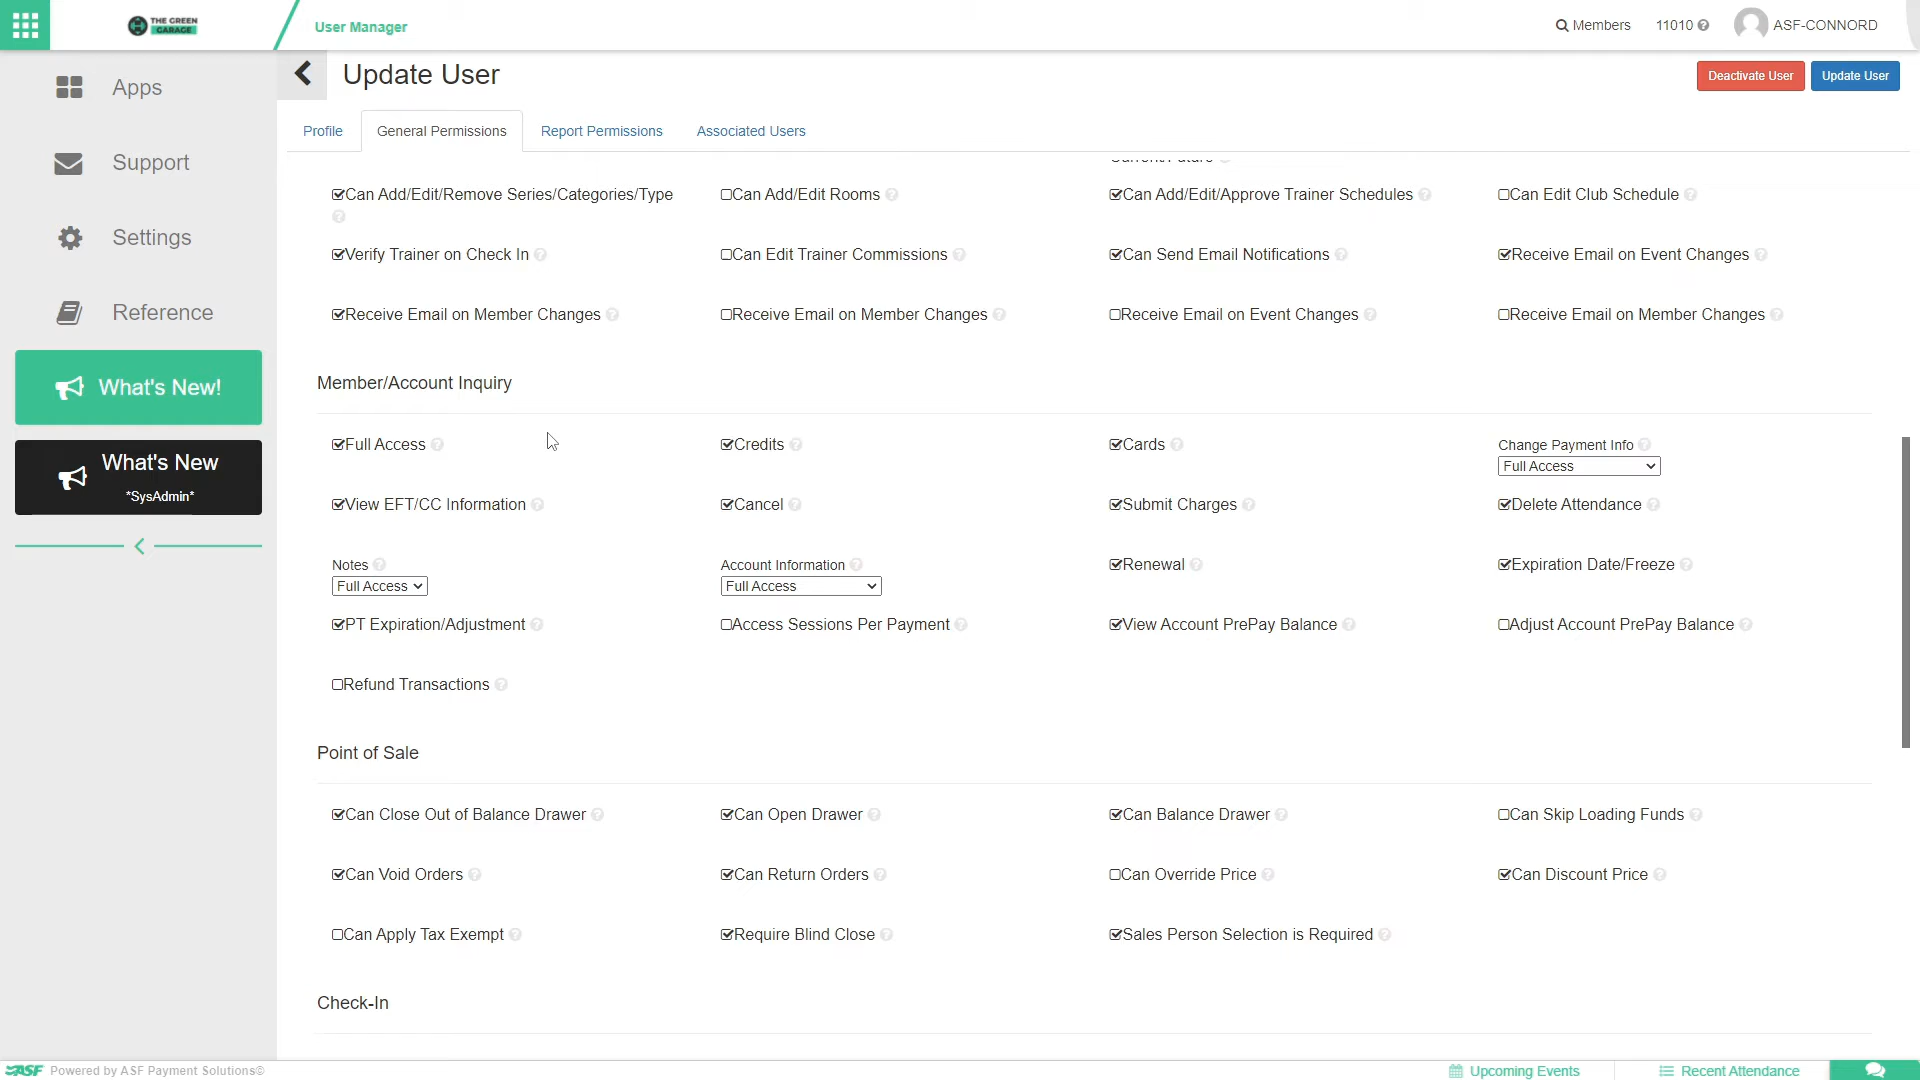 THE GREEN
GARAGE
User Manager
Members
11010
ASF-CONNORD
Apps
Support
Settings
Reference
What's New!
What's New
*SysAdmin*
Update User
Deactivate User
Update User
Profile
General Permissions
Report Permissions
Associated Users
Can Add/Edit/Remove Series/Categories/Type
Can Add/Edit Rooms
Can Add/Edit/Approve Trainer Schedules
Can Edit Club Schedule
Verify Trainer on Check In
Can Edit Trainer Commissions
Can Send Email Notifications
Receive Email on Event Changes
Receive Email on Member Changes
Receive Email on Member Changes
Receive Email on Event Changes
Receive Email on Member Changes
Member/Account Inquiry
Full Access
Credits
Cards
Change Payment Info
Full Access
View EFT/CC Information
Cancel
Submit Charges
Delete Attendance
Notes
Full Access
Account Information
Full Access
Renewal
Expiration Date/Freeze
PT Expiration/Adjustment
Access Sessions Per Payment
View Account PrePay Balance
Adjust Account PrePay Balance
Refund Transactions
Point of Sale
Can Close Out of Balance Drawer
Can Open Drawer
Can Balance Drawer
Can Skip Loading Funds
Can Void Orders
Can Return Orders
Can Override Price
Can Discount Price
Can Apply Tax Exempt
Require Blind Close
Sales Person Selection is Required
Check-In
ASF Powered by ASF Payment Solutions©
Upcoming Events
Recent Attendance